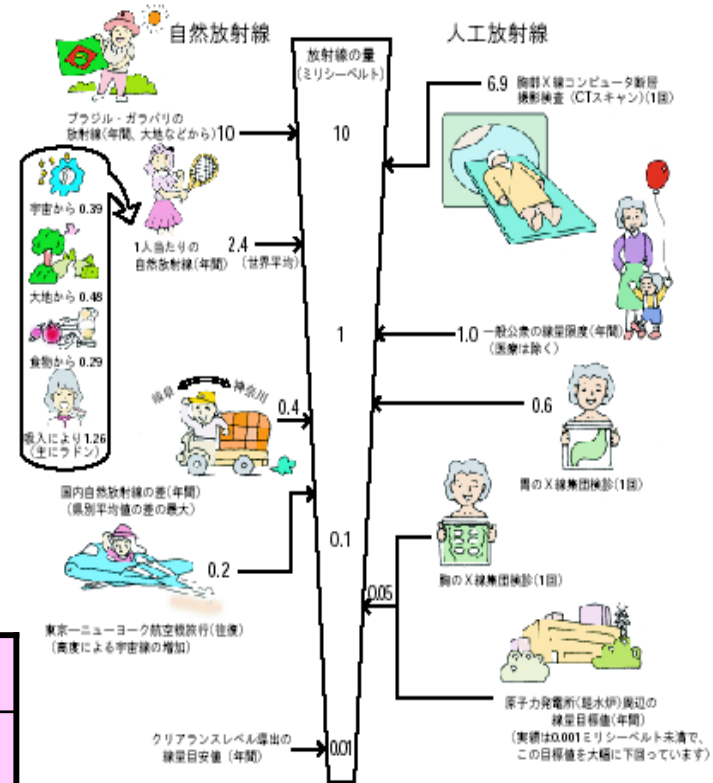 自然放射線
人工放射線
放射線の量
(ミリシーベルト)
10
1
0.1
0.01
ブラジル・ガラパリの
放射線(年間、大地などから)10
宇宙から 0.39
大地から 0.48
食物から 0.29
吸入により1.26
(主にラドン)
1人当たりの
自然放射線(年間)
2.4
(世界平均)
岐阜
神奈川
0.4
国内自然放射線の差(年間)
(県別平均値の差の最大)
0.2
東京ーニューヨーク航空機旅行(往復)
(高度による宇宙線の増加)
クリアランスレベル導出の
線量目安値(年間)
6.9 胸部X線コンピュータ断層
撮影検査(CTスキャン)(1回)
1.0 一般公衆の線量限度(年間)
(医療は除く)
0.6
胃のX線集団検診(1回)
胸のX線集団検診(1回)
0.05
原子力発電所(軽水炉)周辺の
線量目標値(年間)
(実績は0.001ミリシーベルト未満で、
この目標値を大幅に下回っています)